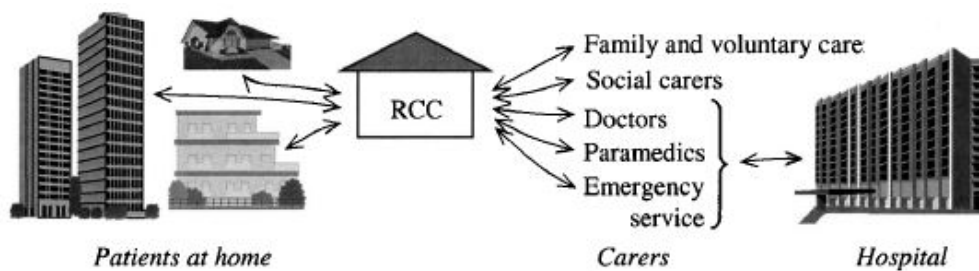 Family and voluntary care
Social carers
RCC
Doctors
Paramedics
Emergency
service
Patients at home
Carers
Hospital